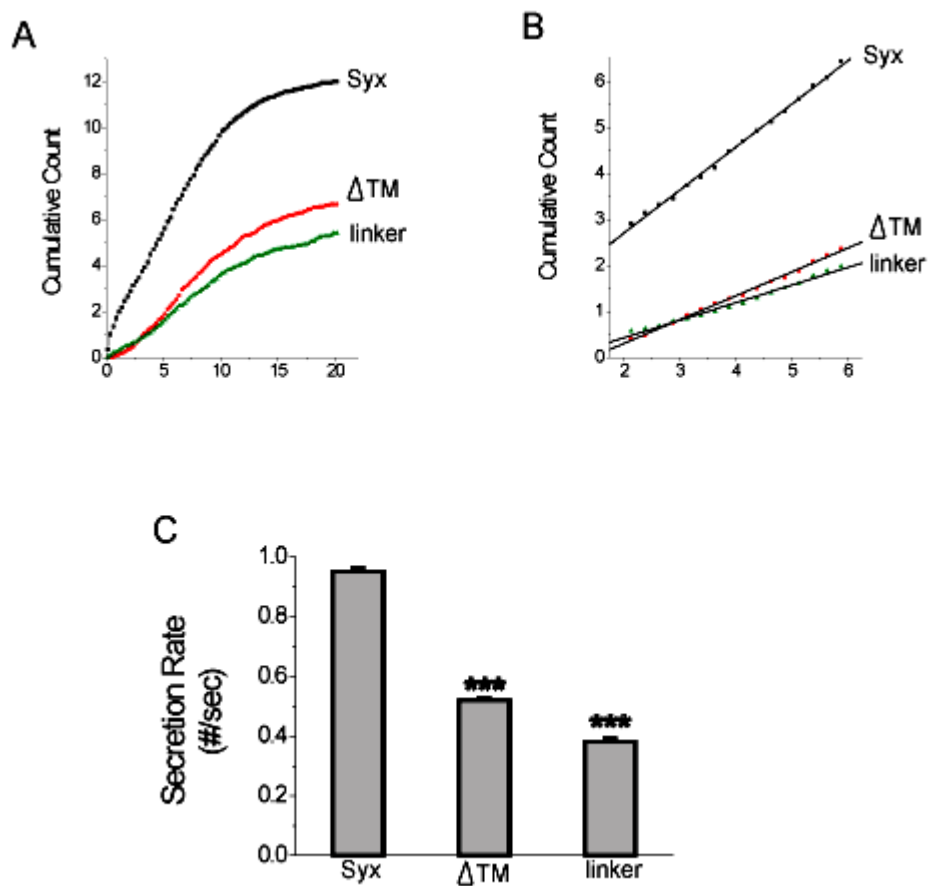 A
Cumulative Count
12
10
8
6
4
2
0
0 5 10 15 20
Syx
ΔTM
linker
B
Cumulative Count
6
5
4
3
2
1
0
2 3 4 5 6
Syx
ΔTM
linker
C
Secretion Rate
(#/sec)
1.0
0.8
0.6
0.4
0.2
0.0
***
***
Syx ΔTM linker